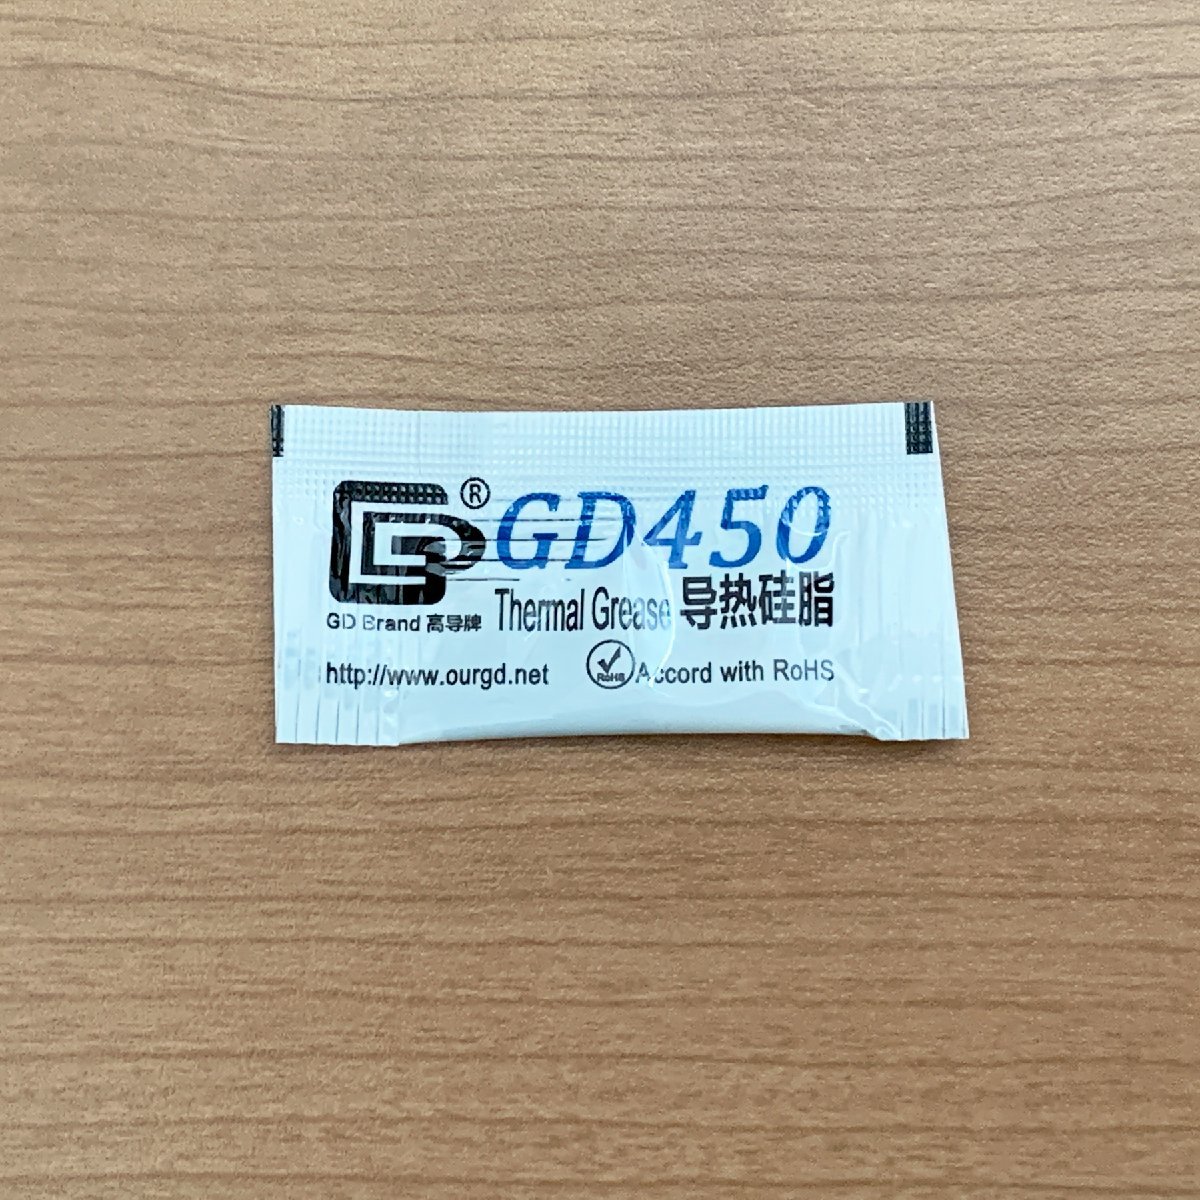 ® GD450
GD Brand 高导牌 Thermal Grease 导热硅脂
http://www.ourgd.net RoHS Accord with RoHS